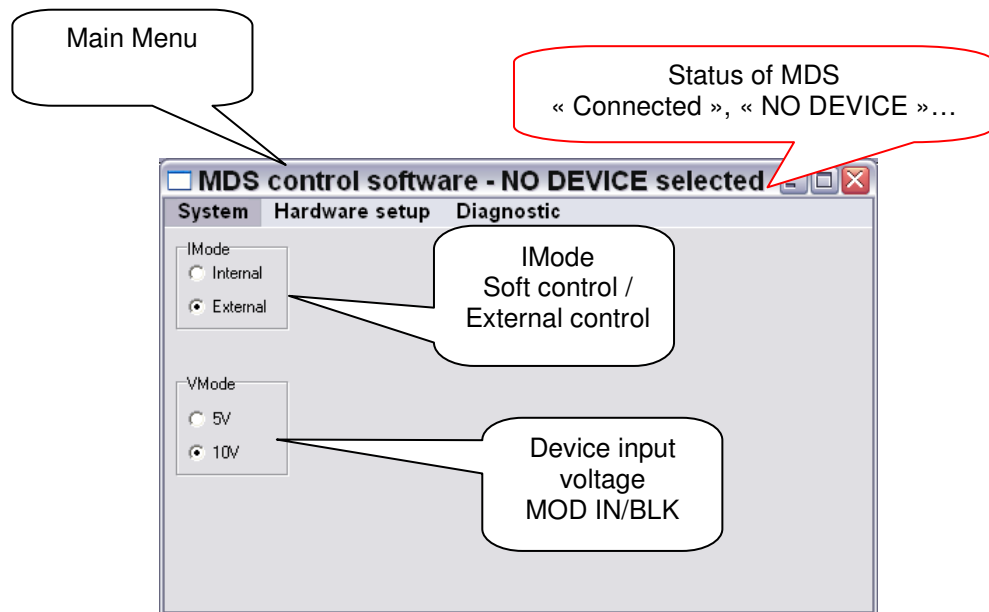 Main Menu
Status of MDS
« Connected », « NO DEVICE »…
MDS control software - NO DEVICE selected
System Hardware setup Diagnostic
IMode
Internal
External
IMode
Soft control /
External control
VMode
5V
10V
Device input
voltage
MOD IN/BLK